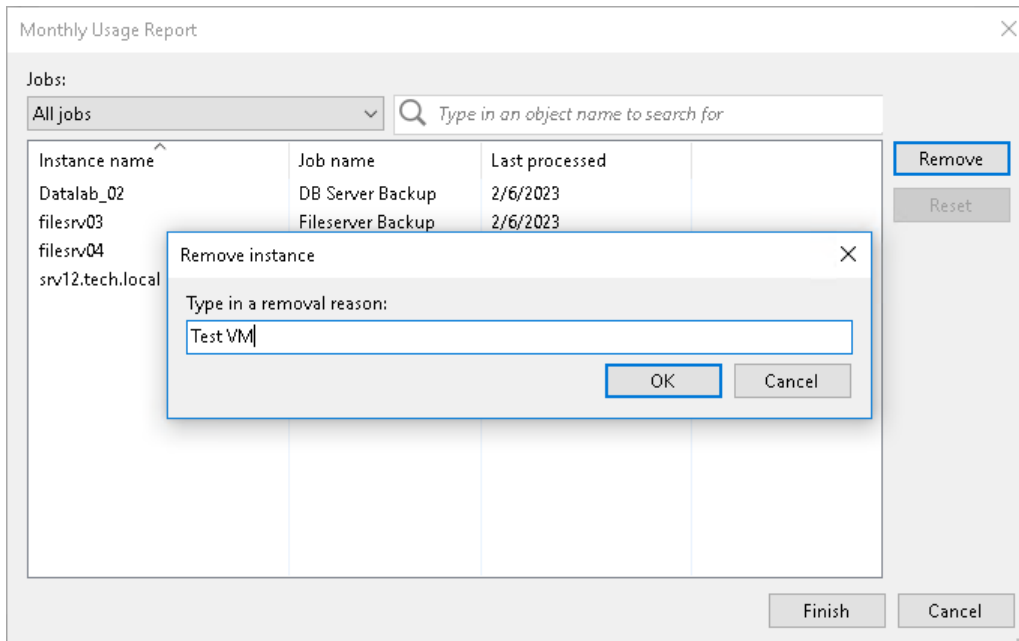 Monthly Usage Report
Jobs:
All jobs
Type in an object name to search for
Instance name Job name Last processed
Remove
Datalab_02 DB Server Backup 2/6/2023
Reset
filesrv03 Fileserver Backup 2/6/2023
filesrv04
srv12.tech.local
Remove instance
Type in a removal reason:
Test VM
OK Cancel
Finish Cancel